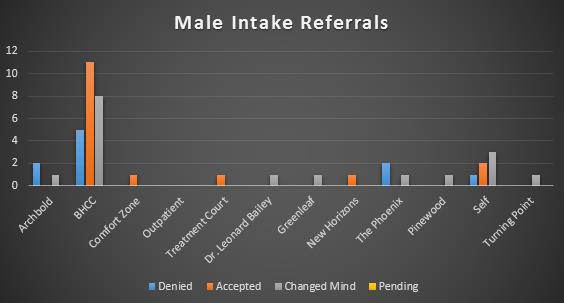 Male Intake Referrals
12
10
8
6
4
2
0
Archbold
BHCC
Comfort Zone
Outpatient
Treatment Court
Dr. Leonard Bailey
Greenleaf
New Horizons
The Phoenix
Pinewood
Self
Turning Point
Denied Accepted Changed Mind Pending